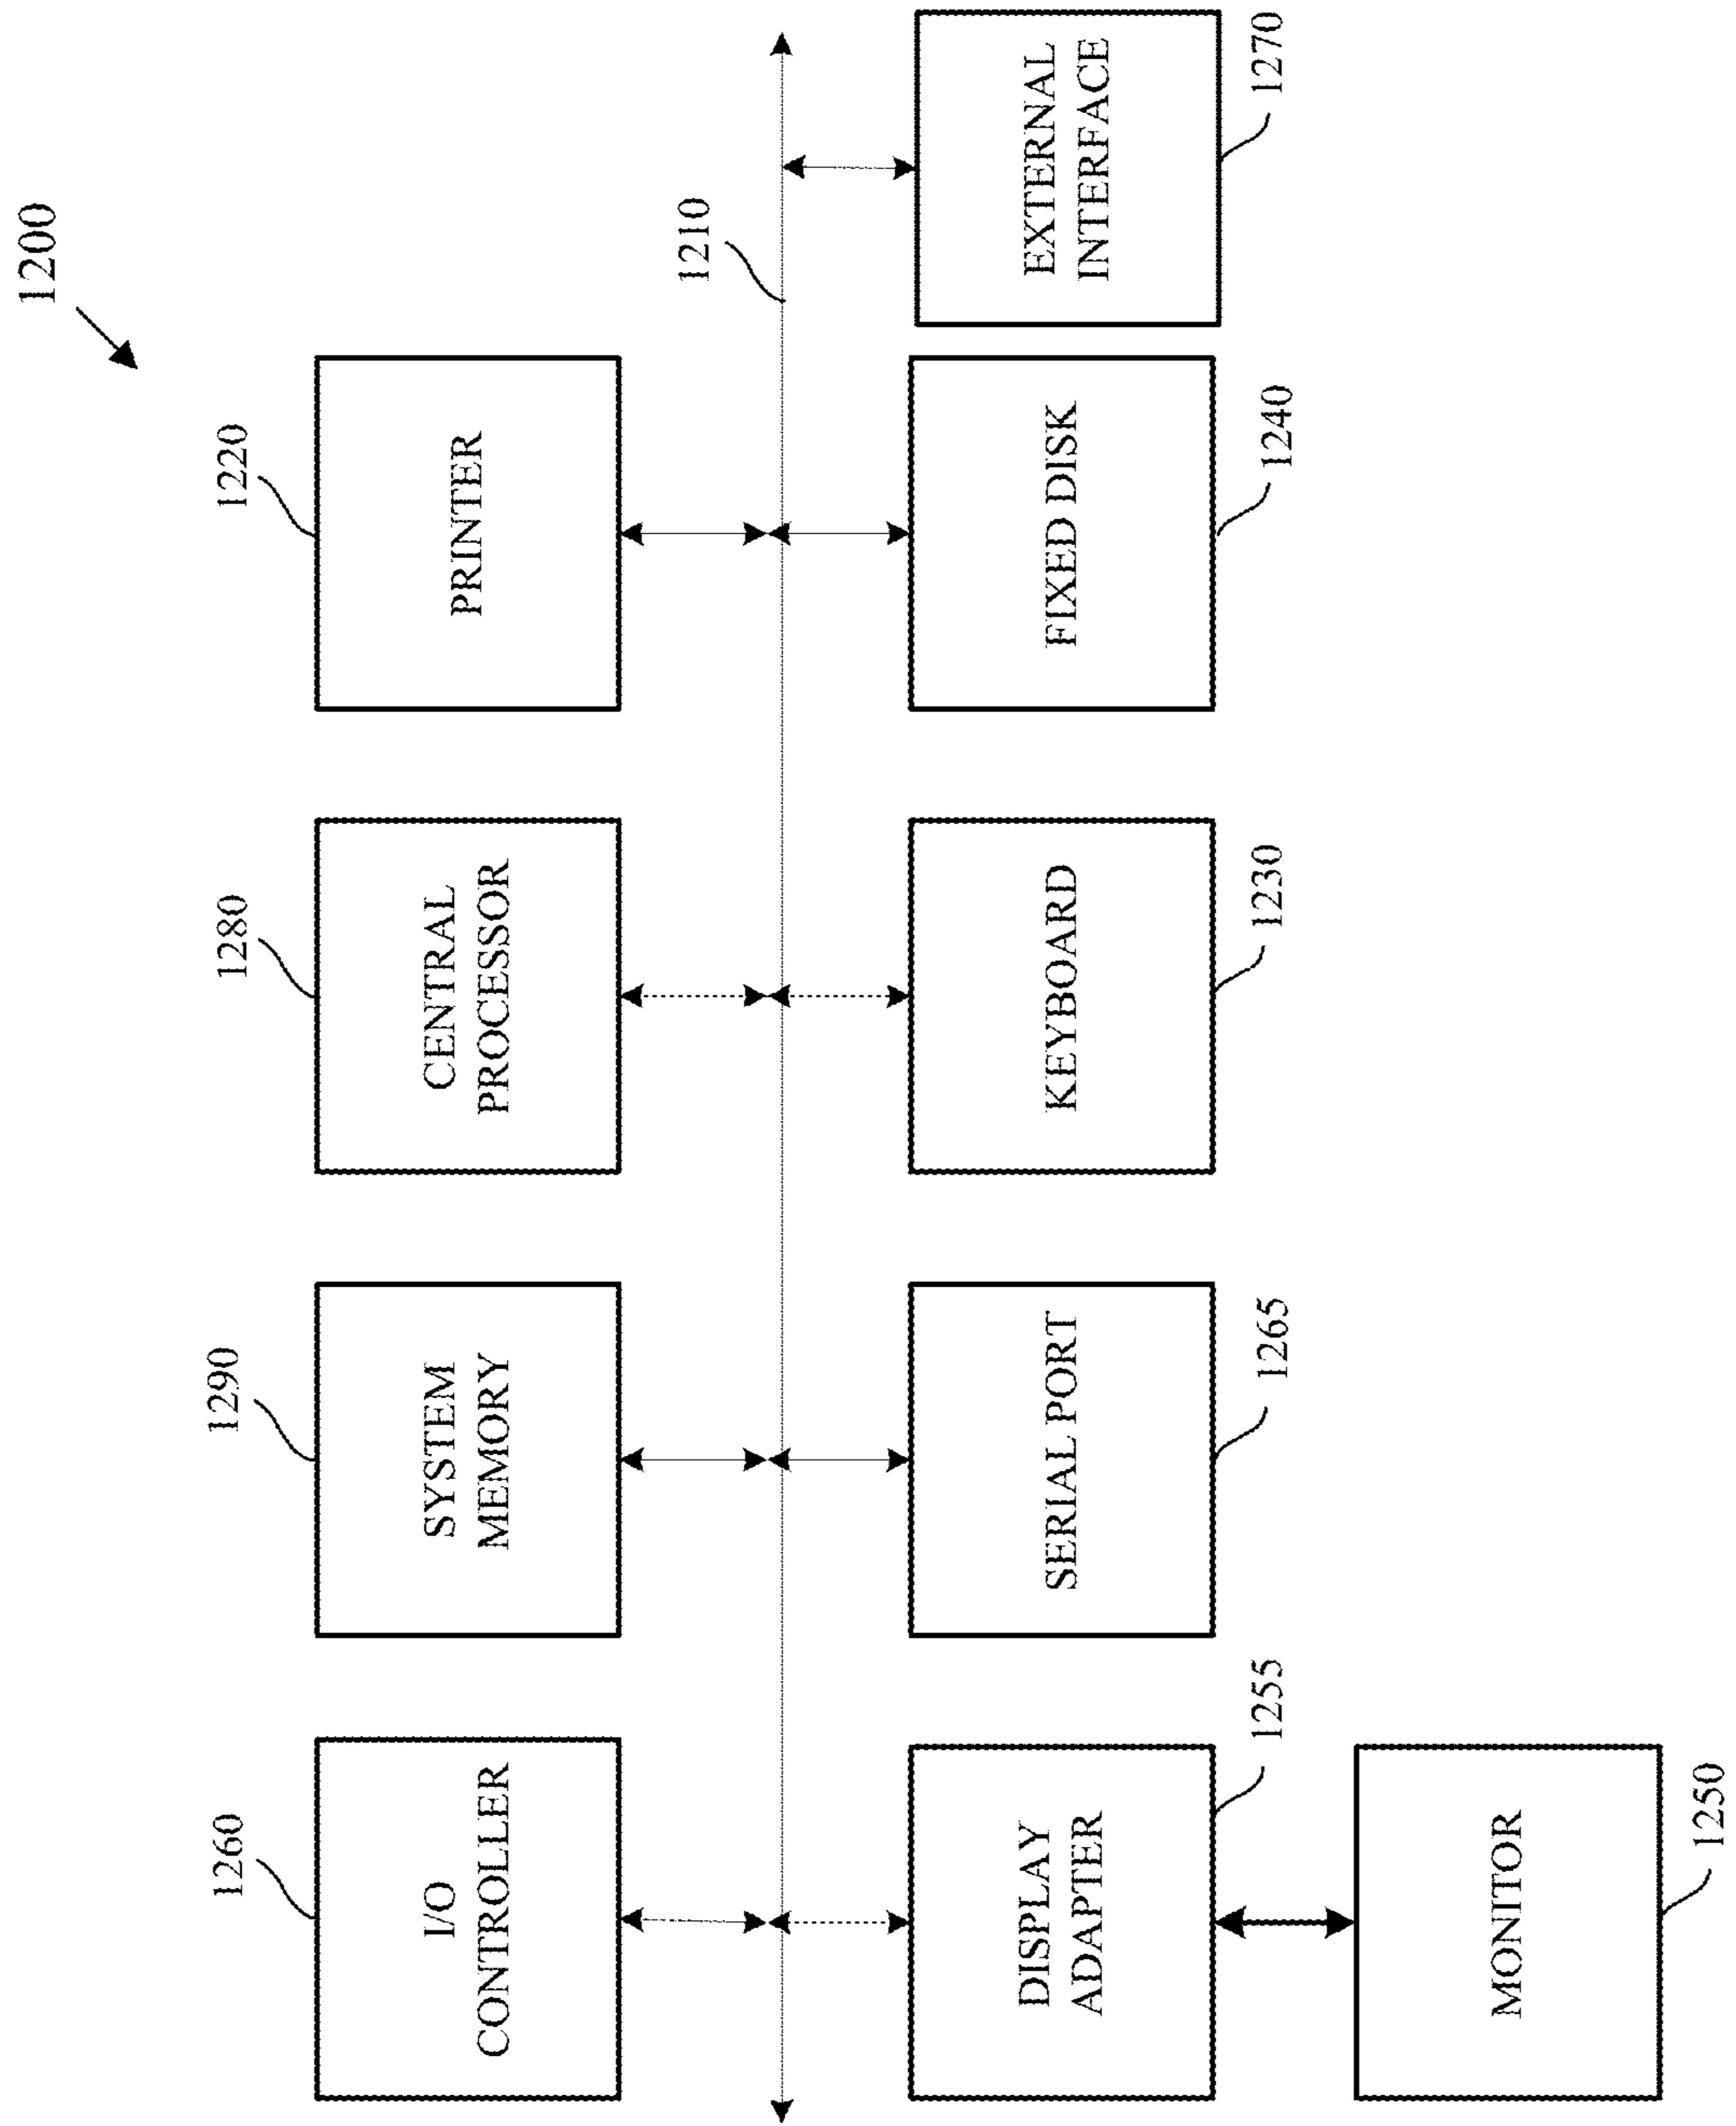 1200
1260
1290
1280
1220
I/O
CONTROLLER
SYSTEM
MEMORY
CENTRAL
PROCESSOR
PRINTER
1210
DISPLAY
ADAPTER
SERIAL PORT
KEYBOARD
FIXED DISK
EXTERNAL
INTERFACE
1255
1265
1230
1240
1270
MONITOR
1250